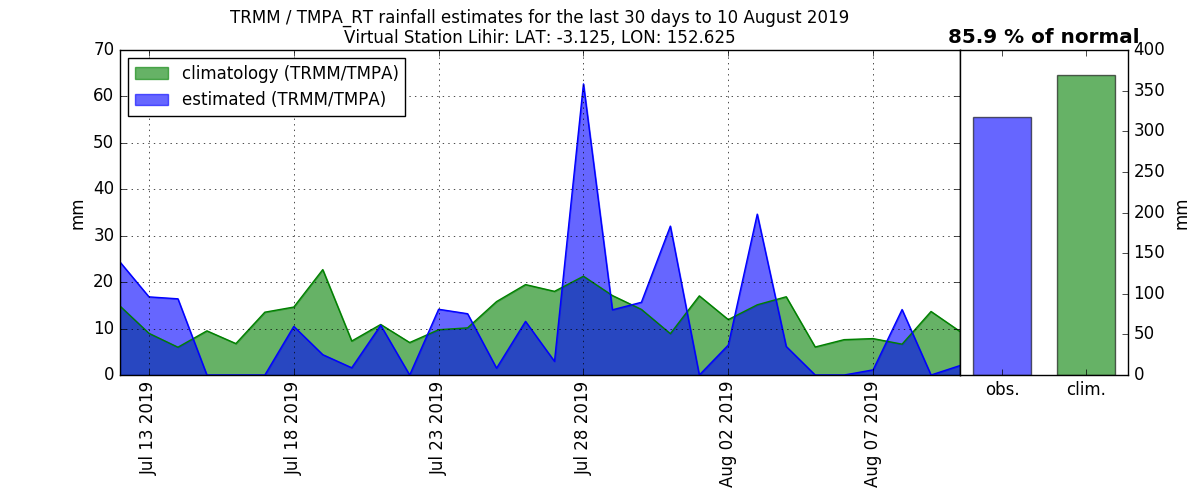 TRMM / TMPA_RT rainfall estimates for the last 30 days to 10 August 2019
Virtual Station Lihir: LAT: -3.125, LON: 152.625
85.9 % of normal
climatology (TRMM/TMPA)
estimated (TRMM/TMPA)
70
60
50
40
30
20
10
0
mm
Jul 13 2019
Jul 18 2019
Jul 23 2019
Jul 28 2019
Aug 02 2019
Aug 07 2019
400
350
300
250
200
150
100
50
0
mm
obs.
clim.